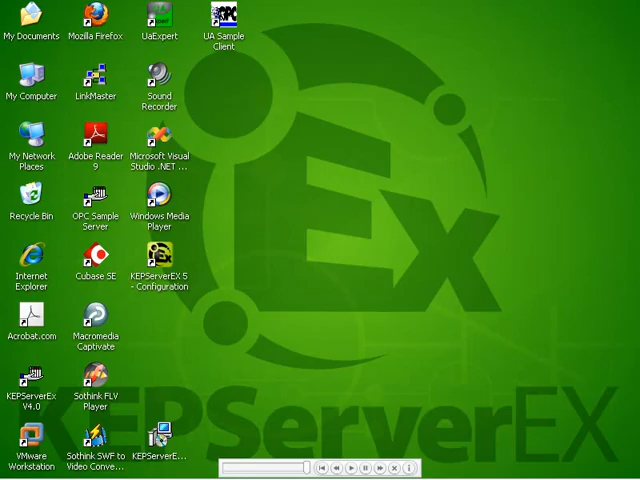 My Documents
Mozilla Firefox
UaExpert
UA Sample
Client
My Computer
LinkMaster
Sound
Recorder
My Network
Places
Adobe Reader
9
Microsoft Visual
Studio .NET ...
Recycle Bin
OPC Sample
Server
Windows Media
Player
Internet
Explorer
Cubase SE
KEPServerEX 5
- Configuration
Acrobat.com
Macromedia
Captivate
KEPServerEx
V4.0
Sothink FLV
Player
VMware
Workstation
Sothink SWF to
Video Conve...
KEPServerE...
Ex
KEPServerEX